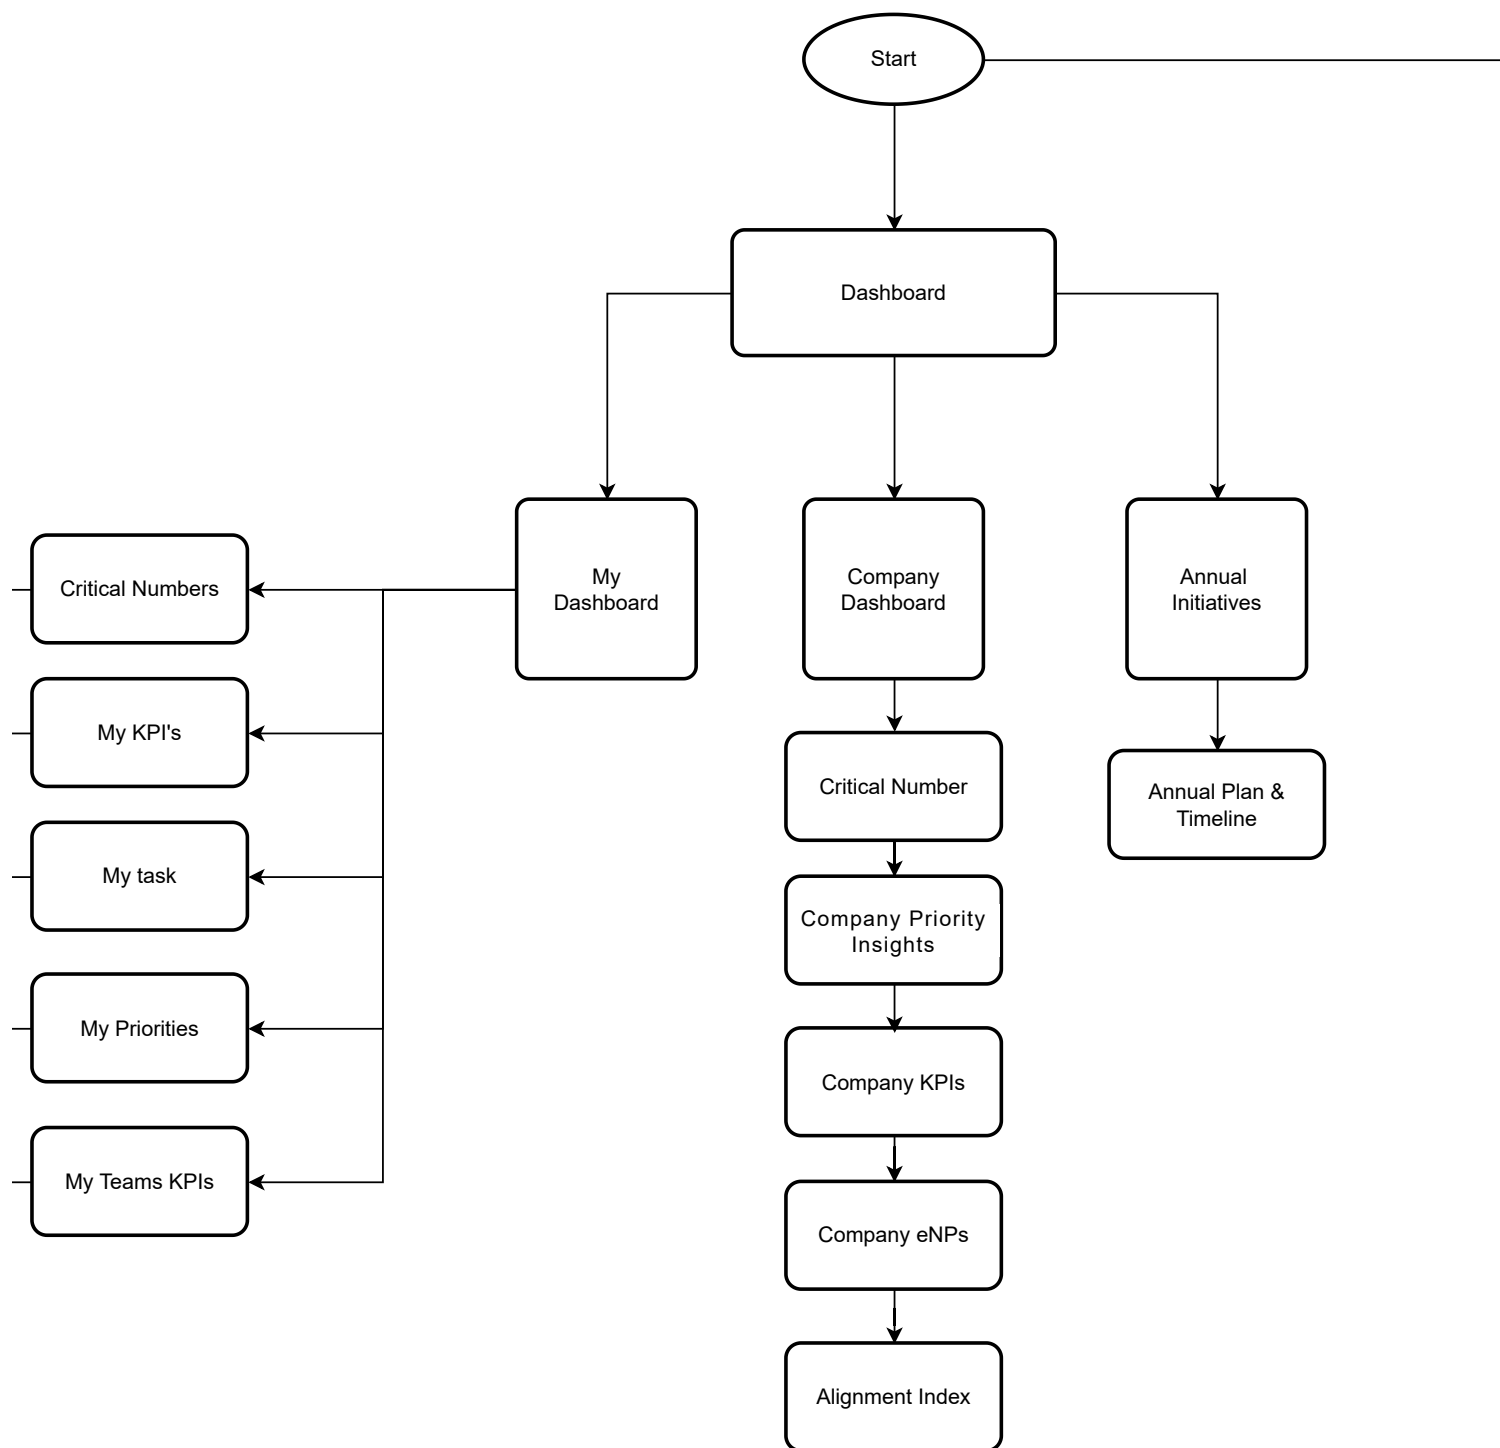 Start
Dashboard
My
Dashboard
Company
Dashboard
Annual
Initiatives
Critical Numbers
My KPI's
My task
My Priorities
My Teams KPIs
Critical Number
Company Priority
Insights
Company KPIs
Company eNPs
Alignment Index
Annual Plan &
Timeline